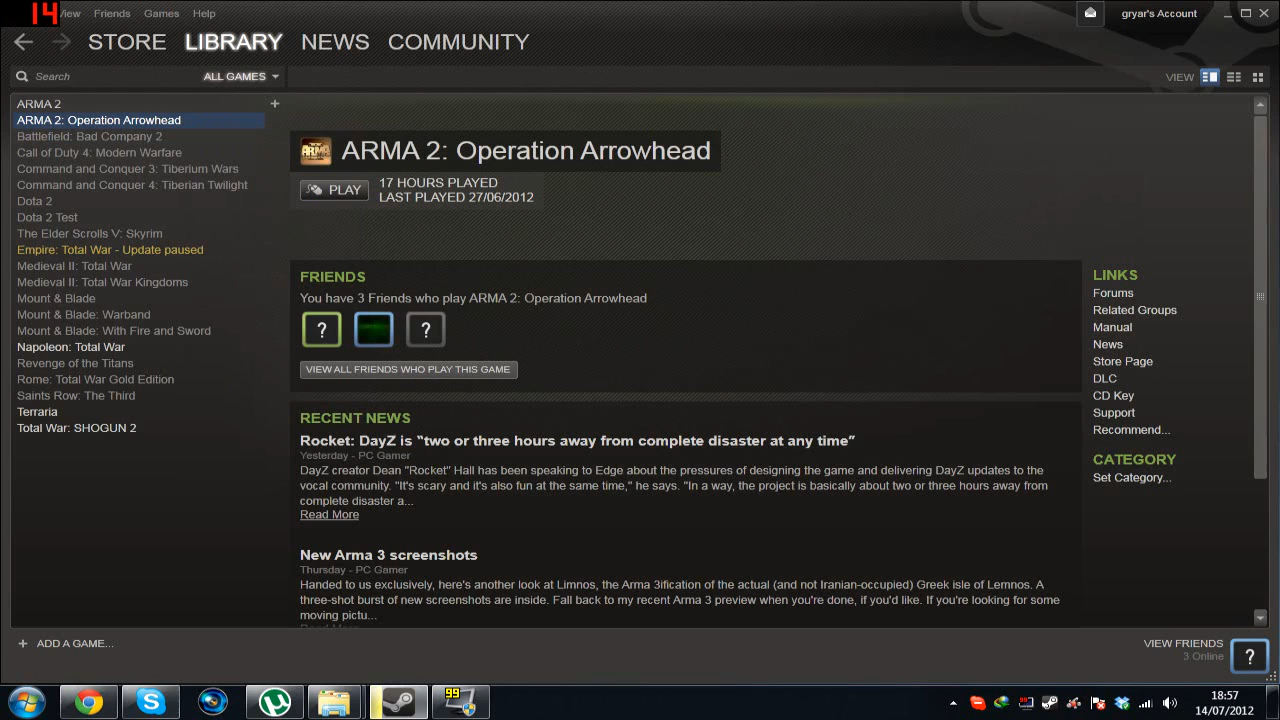 14
View Friends Games Help
gryar's Account
STORE LIBRARY NEWS COMMUNITY
Search
ALL GAMES
VIEW
ARMA 2
ARMA 2: Operation Arrowhead
Battlefield: Bad Company 2
Call of Duty 4: Modern Warfare
Command and Conquer 3: Tiberium Wars
Command and Conquer 4: Tiberian Twilight
Dota 2
Dota 2 Test
The Elder Scrolls V: Skyrim
Empire: Total War - Update paused
Medieval II: Total War
Medieval II: Total War Kingdoms
Mount & Blade
Mount & Blade: Warband
Mount & Blade: With Fire and Sword
Napoleon: Total War
Revenge of the Titans
Rome: Total War Gold Edition
Saints Row: The Third
Terraria
Total War: SHOGUN 2
ARMA 2: Operation Arrowhead
PLAY
17 HOURS PLAYED
LAST PLAYED 27/06/2012
FRIENDS
You have 3 Friends who play ARMA 2: Operation Arrowhead
? ?
VIEW ALL FRIENDS WHO PLAY THIS GAME
RECENT NEWS
Rocket: DayZ is “two or three hours away from complete disaster at any time”
Yesterday - PC Gamer
DayZ creator Dean "Rocket" Hall has been speaking to Edge about the pressures of designing the game and delivering DayZ updates to the
vocal community. "It's scary and it's also fun at the same time," he says. "In a way, the project is basically about two or three hours away from
complete disaster a...
Read More
New Arma 3 screenshots
Thursday - PC Gamer
Handed to us exclusively, here's another look at Limnos, the Arma 3ification of the actual (and not Iranian-occupied) Greek isle of Lemnos. A
three-shot burst of new screenshots are inside. Fall back to my recent Arma 3 preview when you're done, if you'd like. If you're looking for some
moving pictu...
Read More
LINKS
Forums
Related Groups
Manual
News
Store Page
DLC
CD Key
Support
Recommend...
CATEGORY
Set Category...
+ ADD A GAME...
VIEW FRIENDS
3 Online
?
99
18:57
14/07/2012